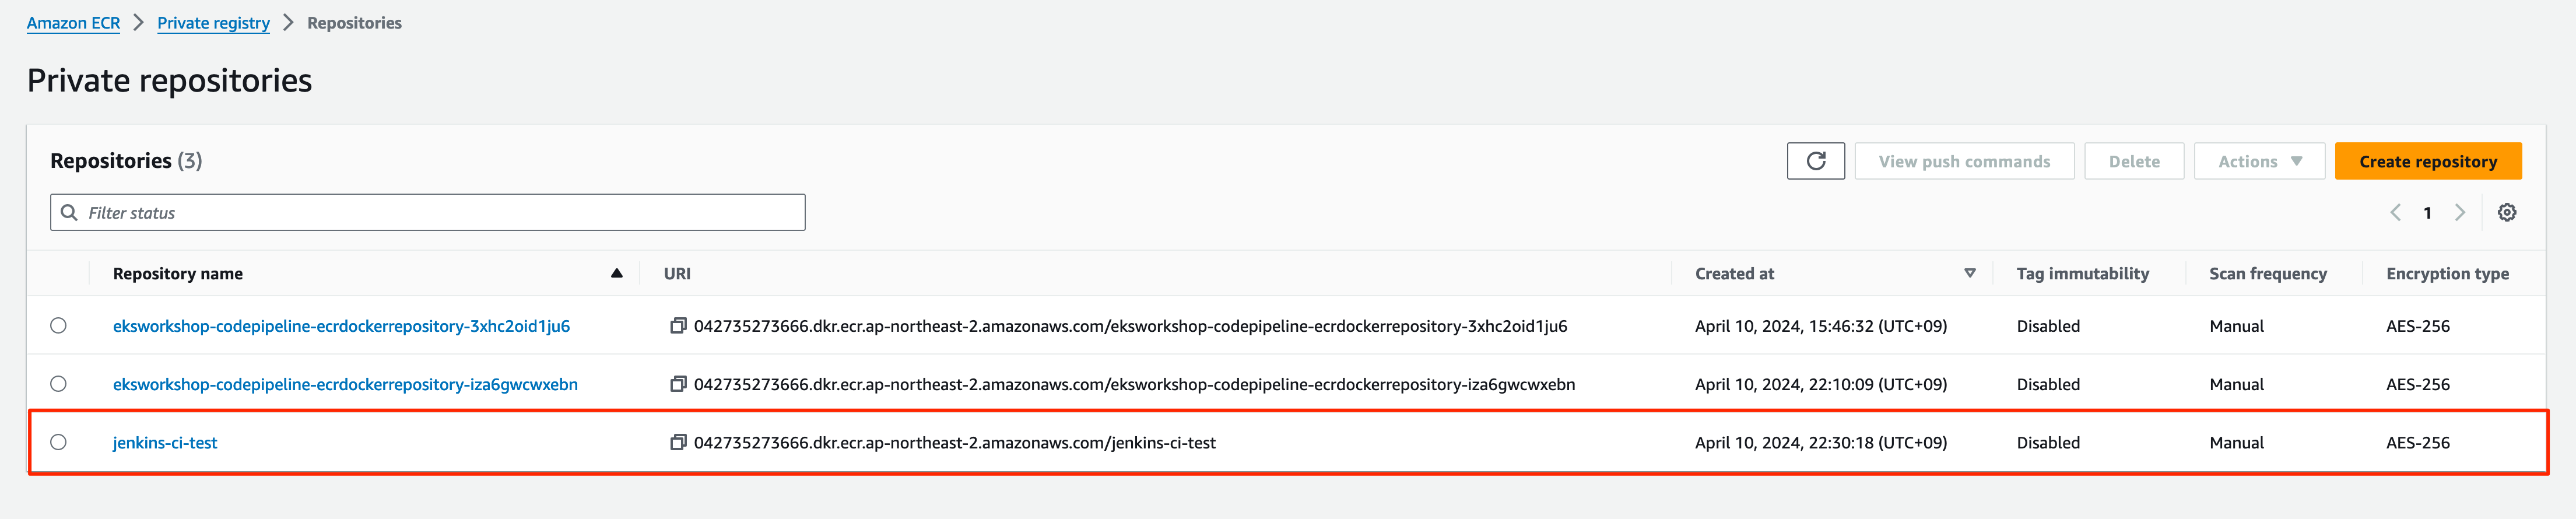 Amazon ECR > Private registry > Repositories
Private repositories
Repositories (3)
View push commands
Delete
Actions
Create repository
Filter status
1
Repository name URI Created at Tag immutability Scan frequency Encryption type
eksworkshop-codepipeline-ecrdockerrepository-3xhc2oid1ju6 042735273666.dkr.ecr.ap-northeast-2.amazonaws.com/eksworkshop-codepipeline-ecrdockerrepository-3xhc2oid1ju6 April 10, 2024, 15:46:32 (UTC+09) Disabled Manual AES-256
eksworkshop-codepipeline-ecrdockerrepository-iza6gwcwxebn 042735273666.dkr.ecr.ap-northeast-2.amazonaws.com/eksworkshop-codepipeline-ecrdockerrepository-iza6gwcwxebn April 10, 2024, 22:10:09 (UTC+09) Disabled Manual AES-256
jenkins-ci-test 042735273666.dkr.ecr.ap-northeast-2.amazonaws.com/jenkins-ci-test April 10, 2024, 22:30:18 (UTC+09) Disabled Manual AES-256